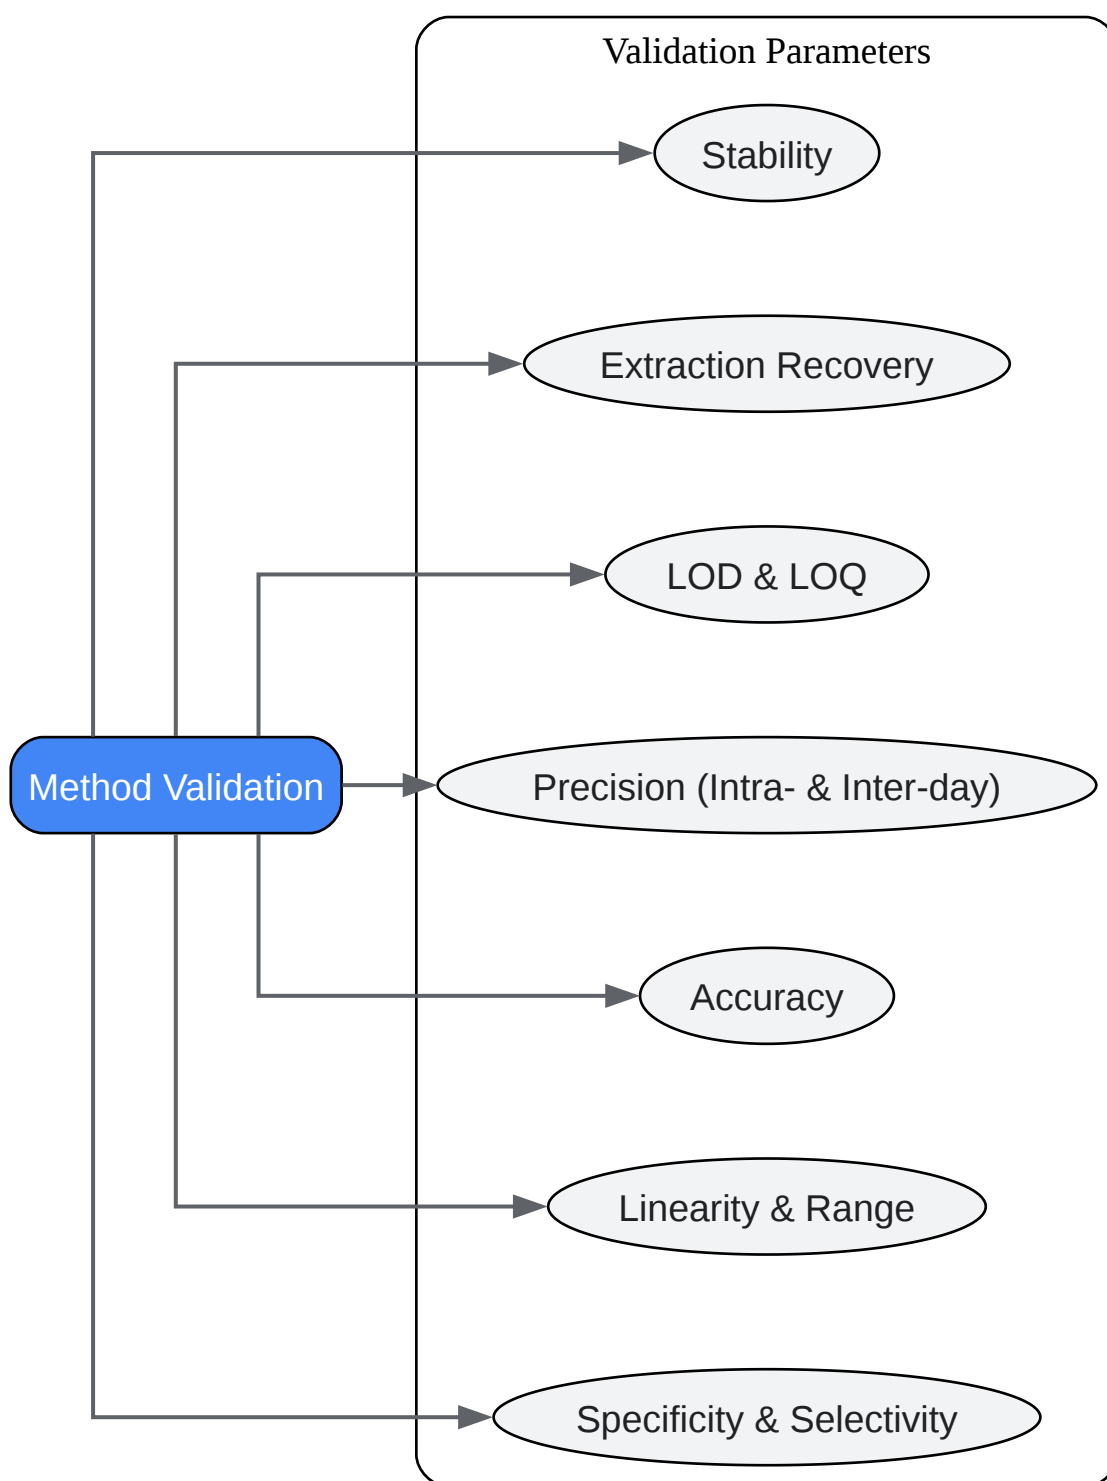 Validation Parameters
Stability
Extraction Recovery
LOD & LOQ
Method Validation
Precision (Intra- & Inter-day)
Accuracy
Linearity & Range
Specificity & Selectivity